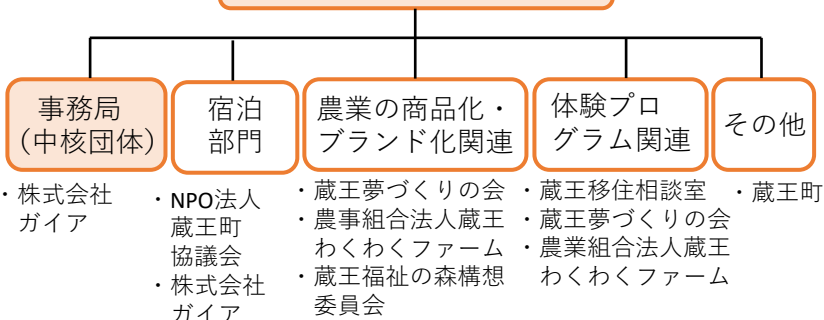 事務局
（中核団体）
宿泊
部門
農業の商品化・
ブランド化関連
体験プロ
グラム関連
その他
・株式会社
ガイア
・NPO法人
蔵王町
協議会
・株式会社
ガイア
・蔵王夢づくりの会
・農事組合法人蔵王
わくわくファーム
・蔵王福祉の森構想
委員会
・蔵王移住相談室
・蔵王夢づくりの会
・農業組合法人蔵王
わくわくファーム
・蔵王町